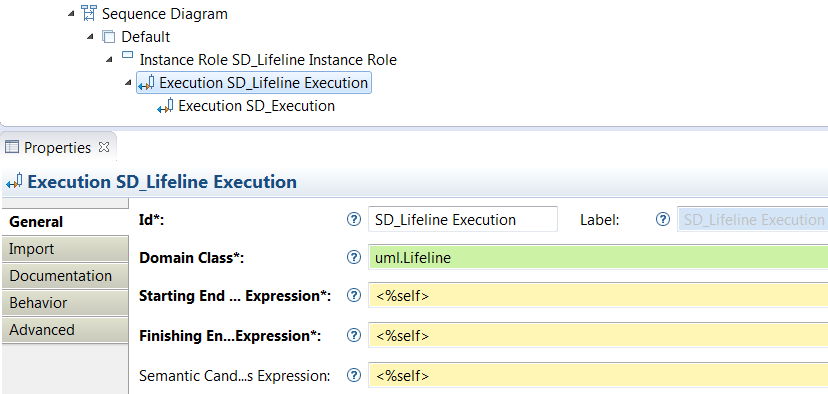 Sequence Diagram
Default
Instance Role SD_Lifeline Instance Role
Execution SD_Lifeline Execution
Execution SD_Execution
Properties
Execution SD_Lifeline Execution
General
Import
Documentation
Behavior
Advanced
Id*: SD_Lifeline Execution Label: SD_Lifeline Execution
Domain Class*: uml.Lifeline
Starting End ... Expression*: <%self>
Finishing En...Expression*: <%self>
Semantic Cand...s Expression: <%self>